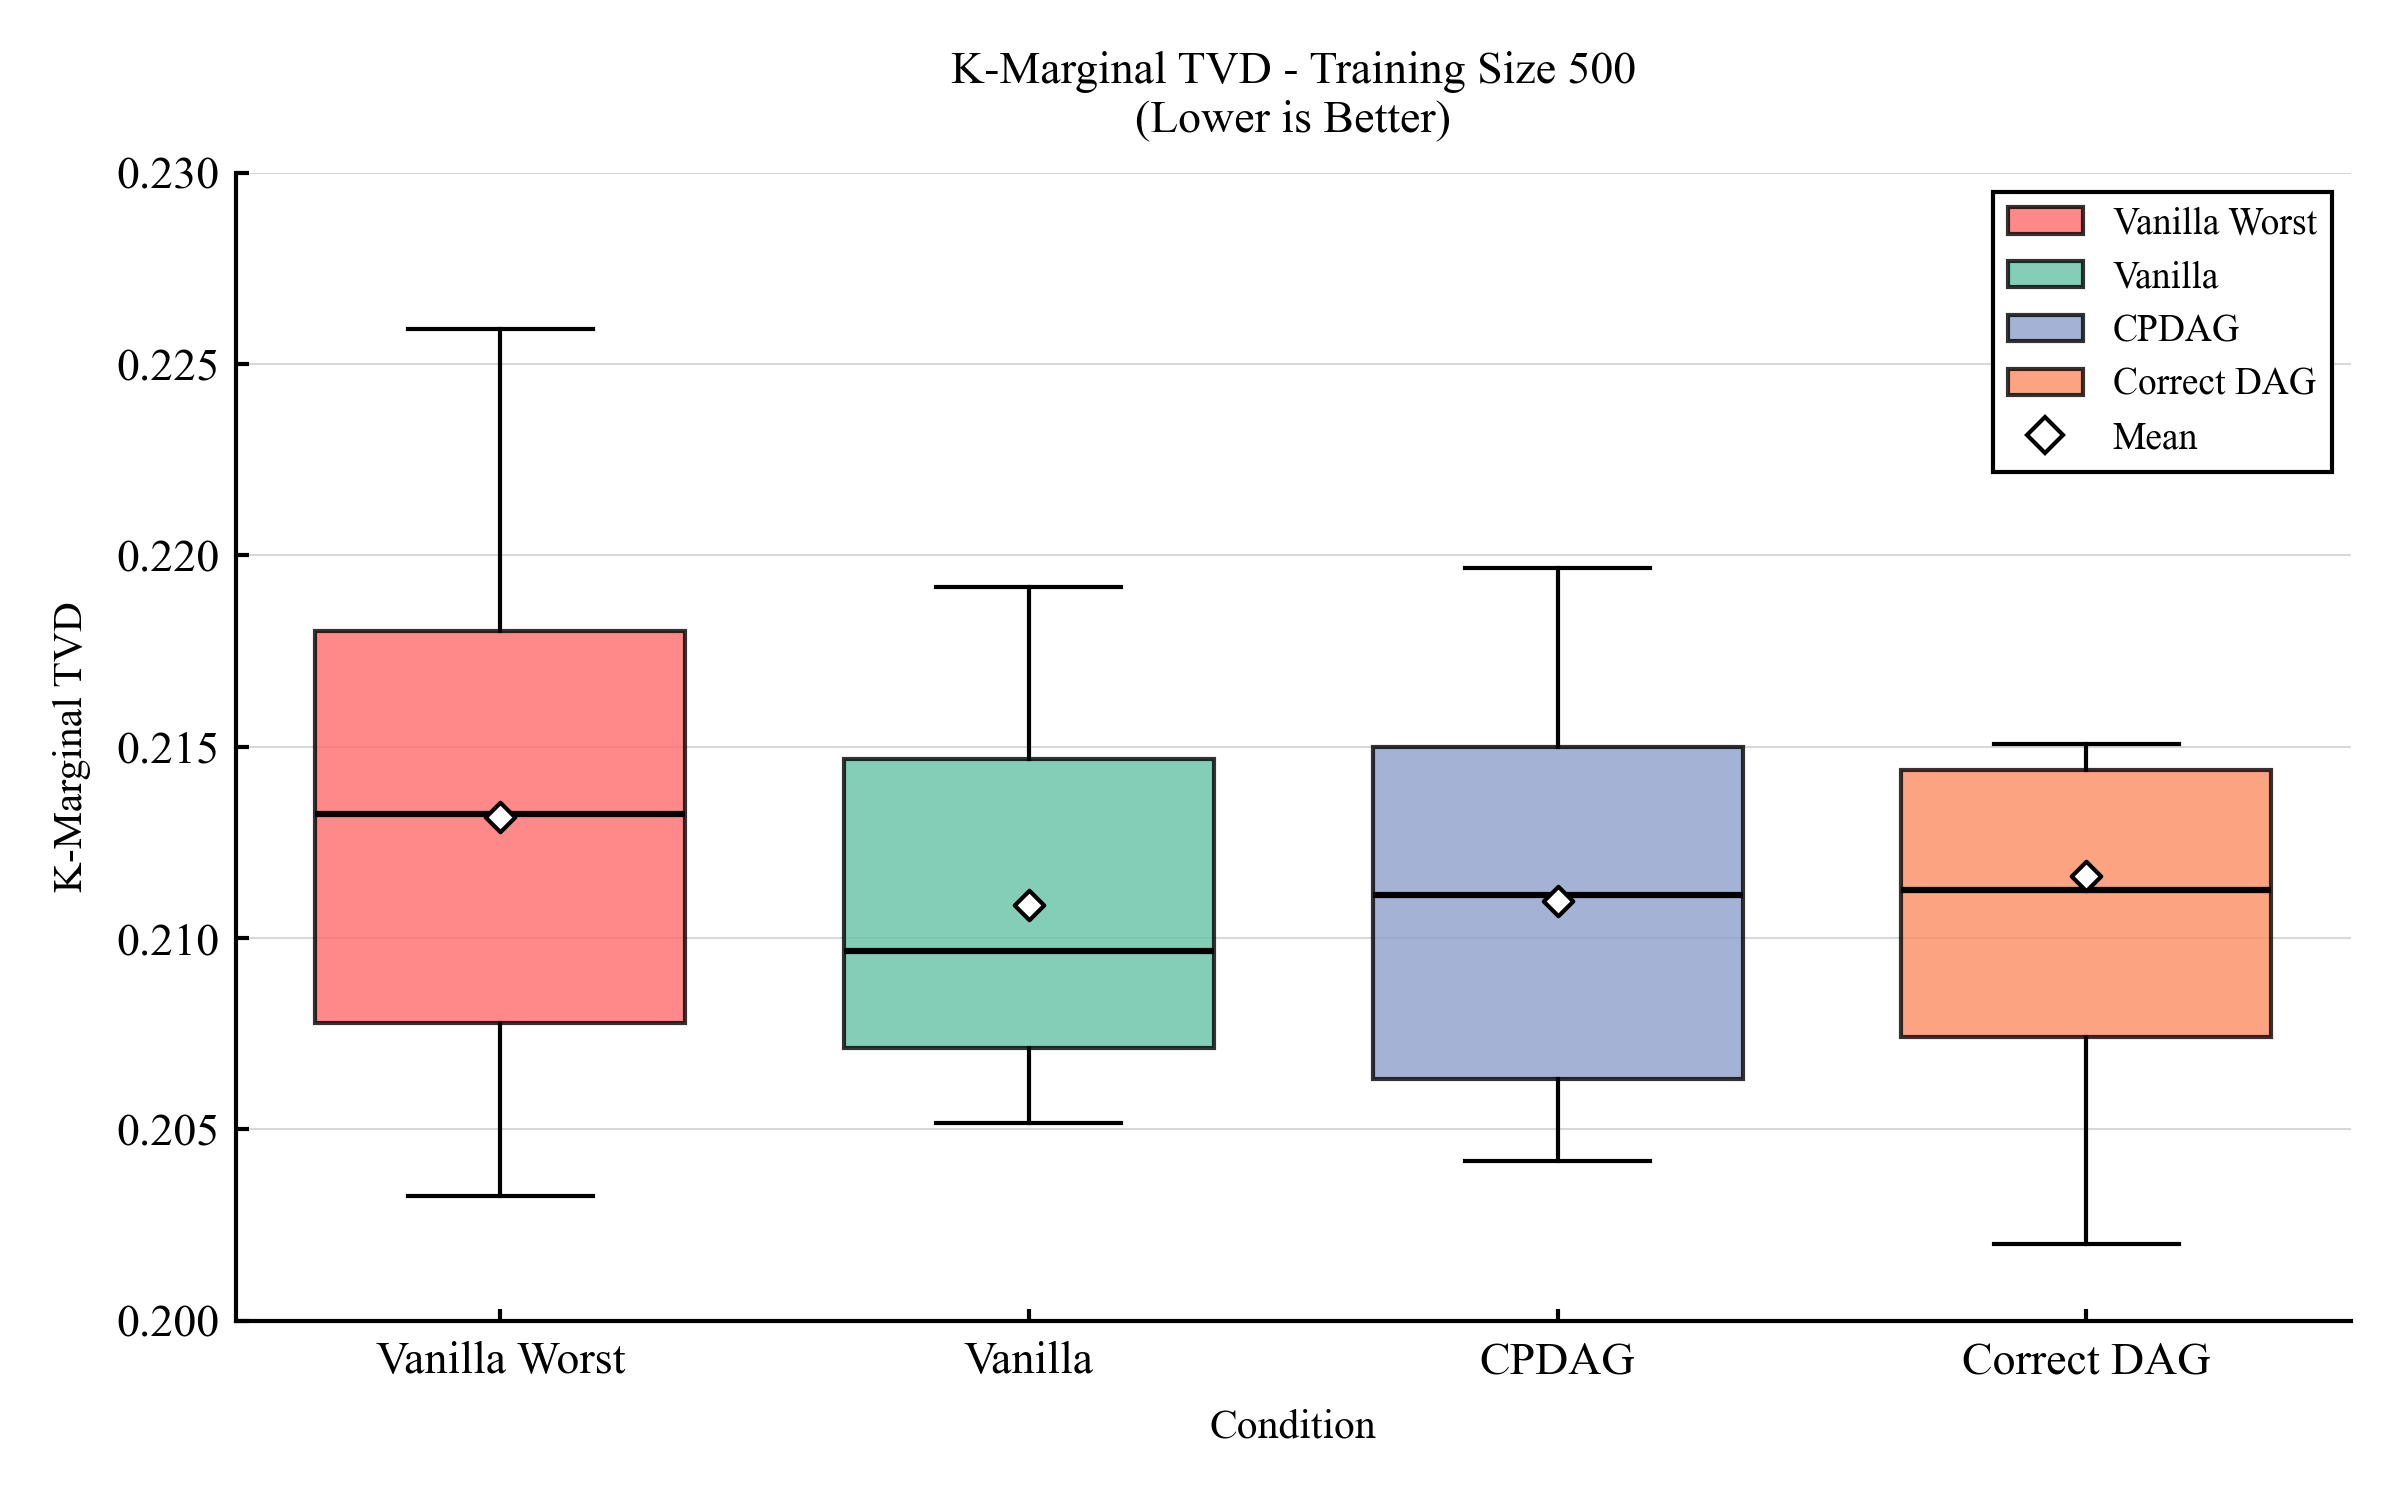 K-Marginal TVD - Training Size 500
(Lower is Better)
0.230
0.225
0.220
0.215
0.210
0.205
0.200
K-Marginal TVD
Vanilla Worst
Vanilla
CPDAG
Correct DAG
Mean
Vanilla Worst
Vanilla
CPDAG
Correct DAG
Condition